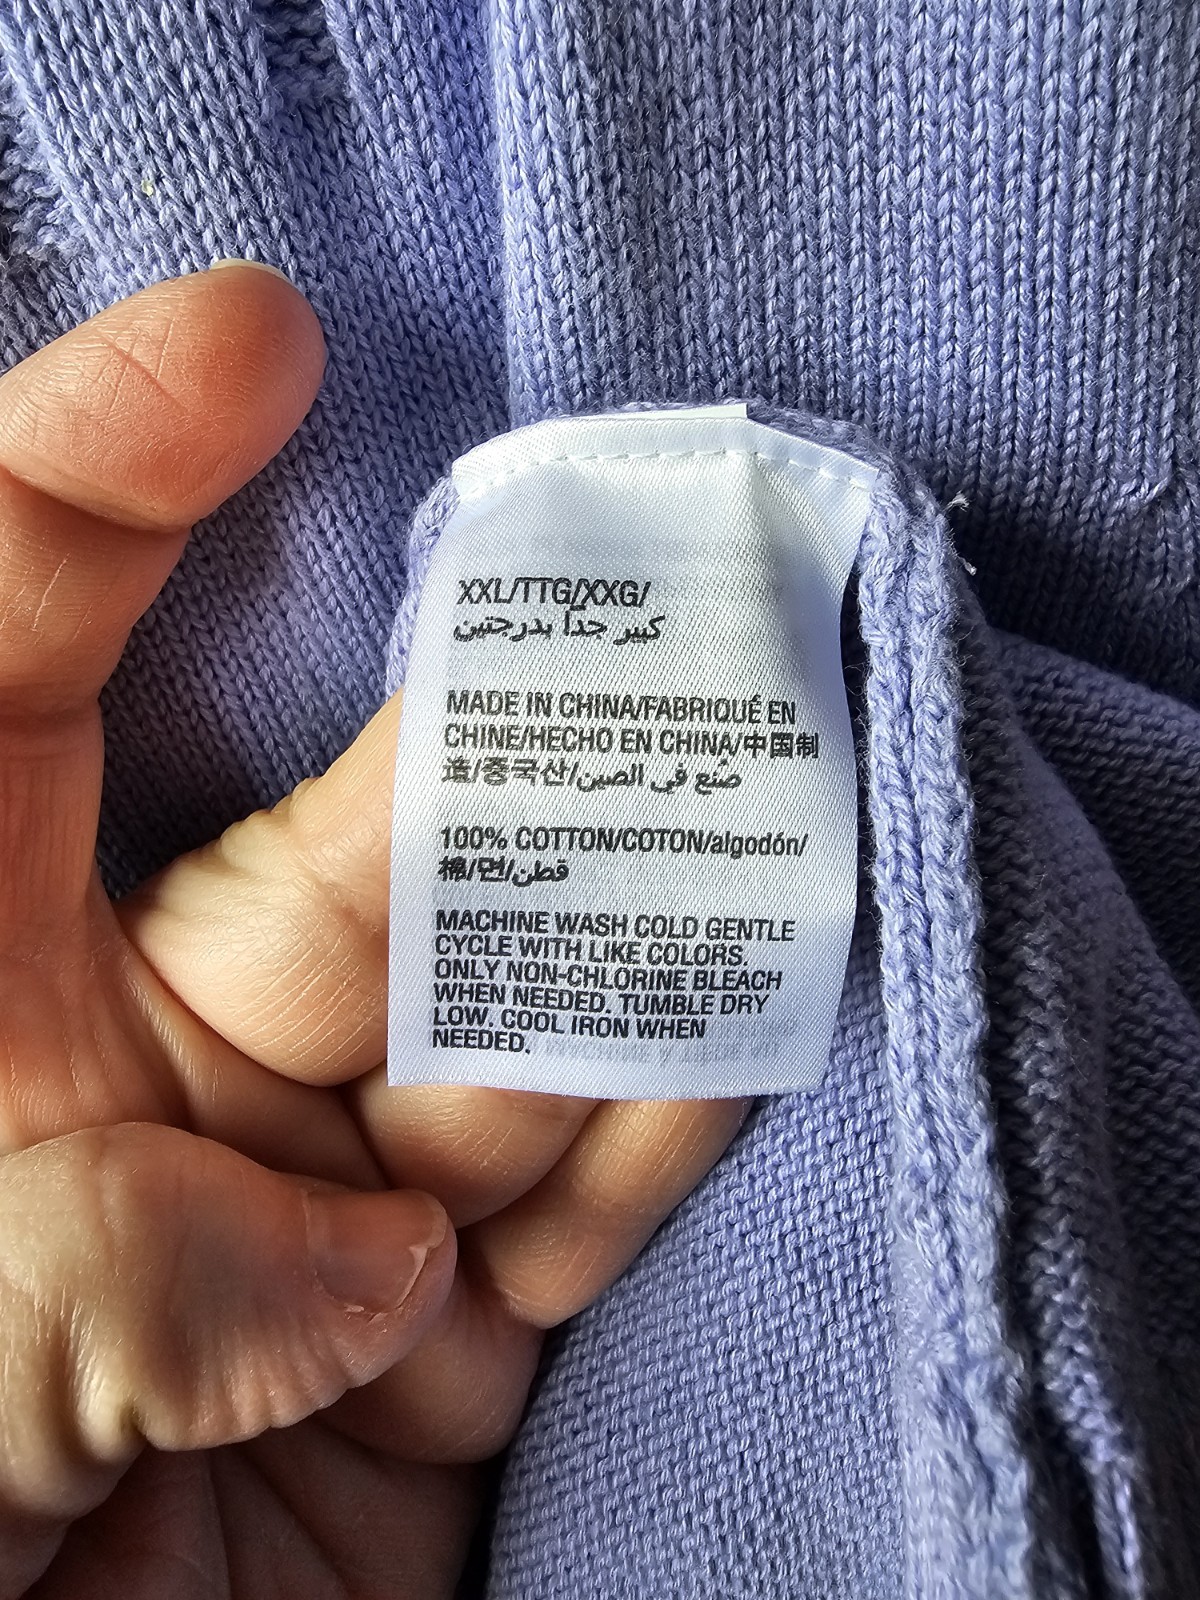 XXL/TTG/XXG/
كبير جداً بدرجتين
MADE IN CHINA/FABRIQUÉ EN
CHINE/HECHO EN CHINA/中国制
造/중국산/صُنع في الصين
100% COTTON/COTON/algodón/
棉/면/قطن
MACHINE WASH COLD GENTLE
CYCLE WITH LIKE COLORS.
ONLY NON-CHLORINE BLEACH
WHEN NEEDED. TUMBLE DRY
LOW. COOL IRON WHEN
NEEDED.